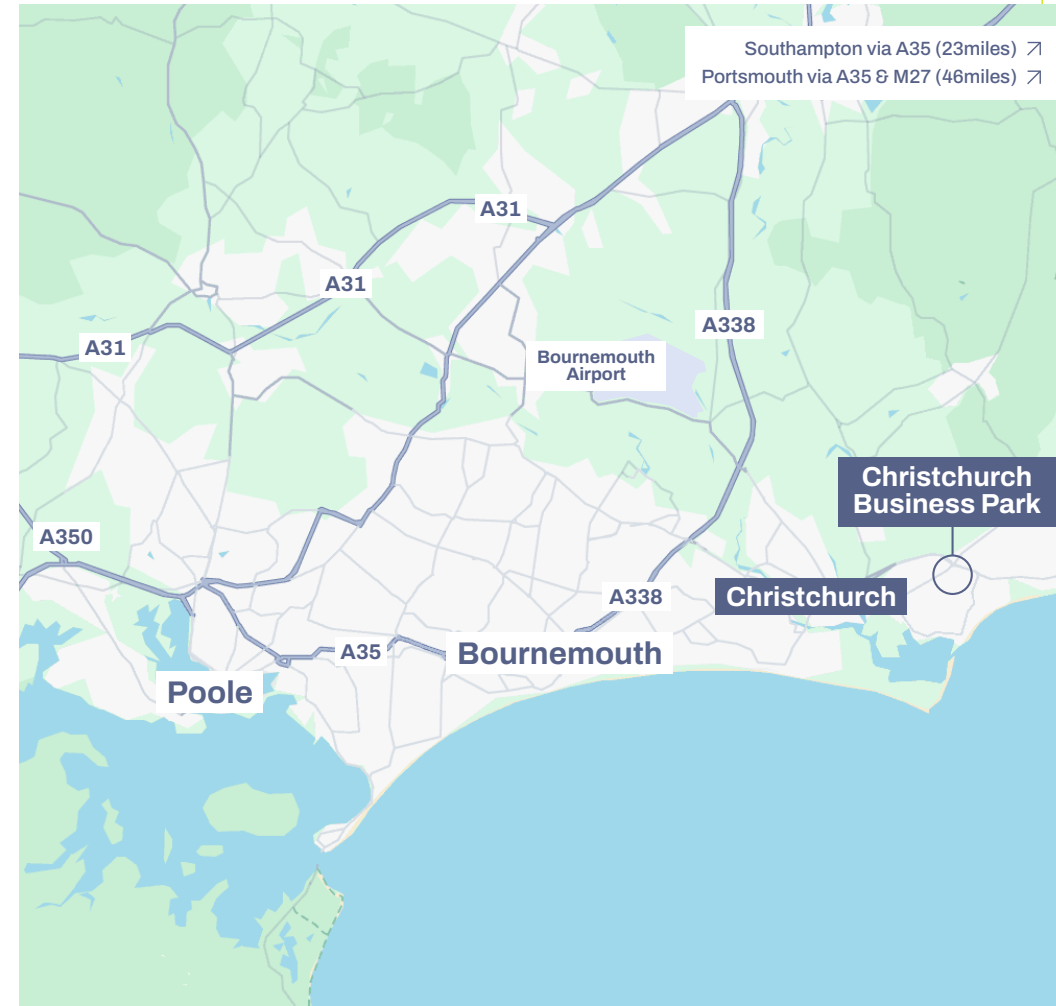 Southampton via A35 (23miles)
Portsmouth via A35 & M27 (46miles)
A31
A31
A338
A31
Bournemouth
Airport
Christchurch
Business Park
A350
A338
Christchurch
A35
Bournemouth
Poole